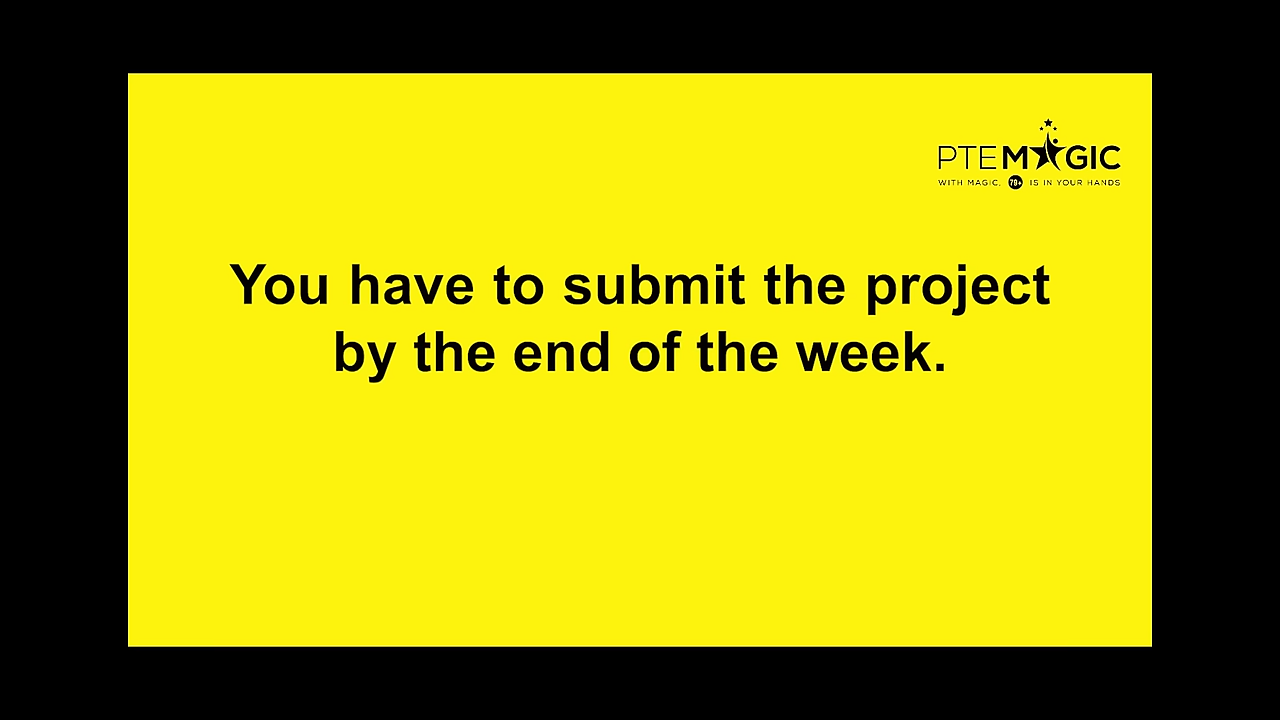 PTEMAGIC
WITH MAGIC, 79+ IS IN YOUR HANDS
You have to submit the project
by the end of the week.